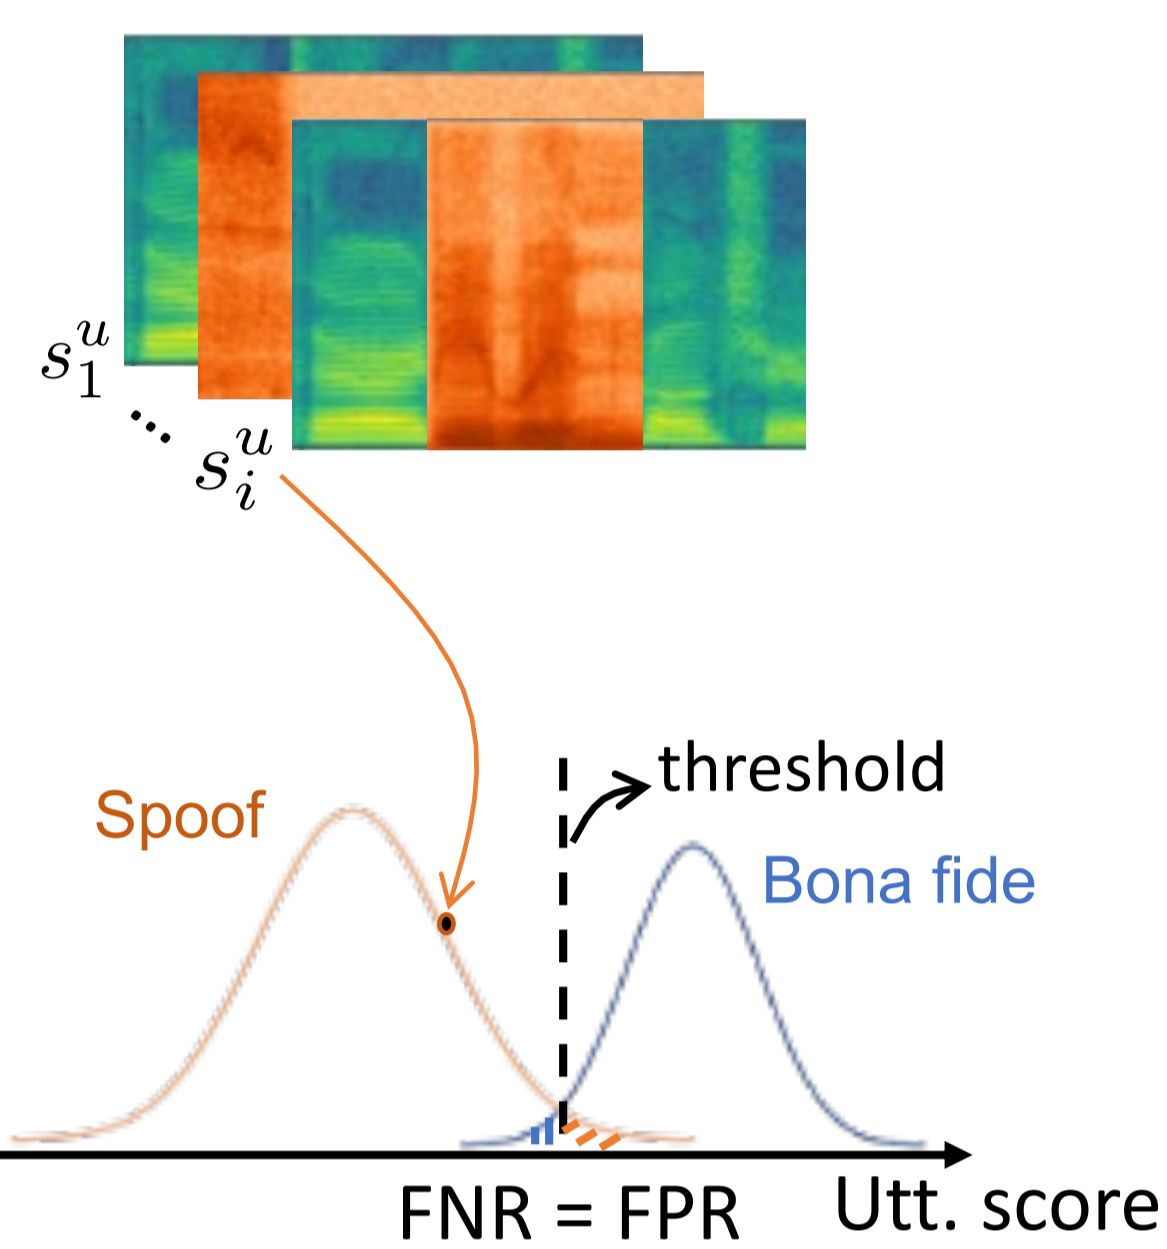 $s_1^u$
...
$s_i^u$
threshold
Spoof
Bona fide
FNR = FPR
Utt. score